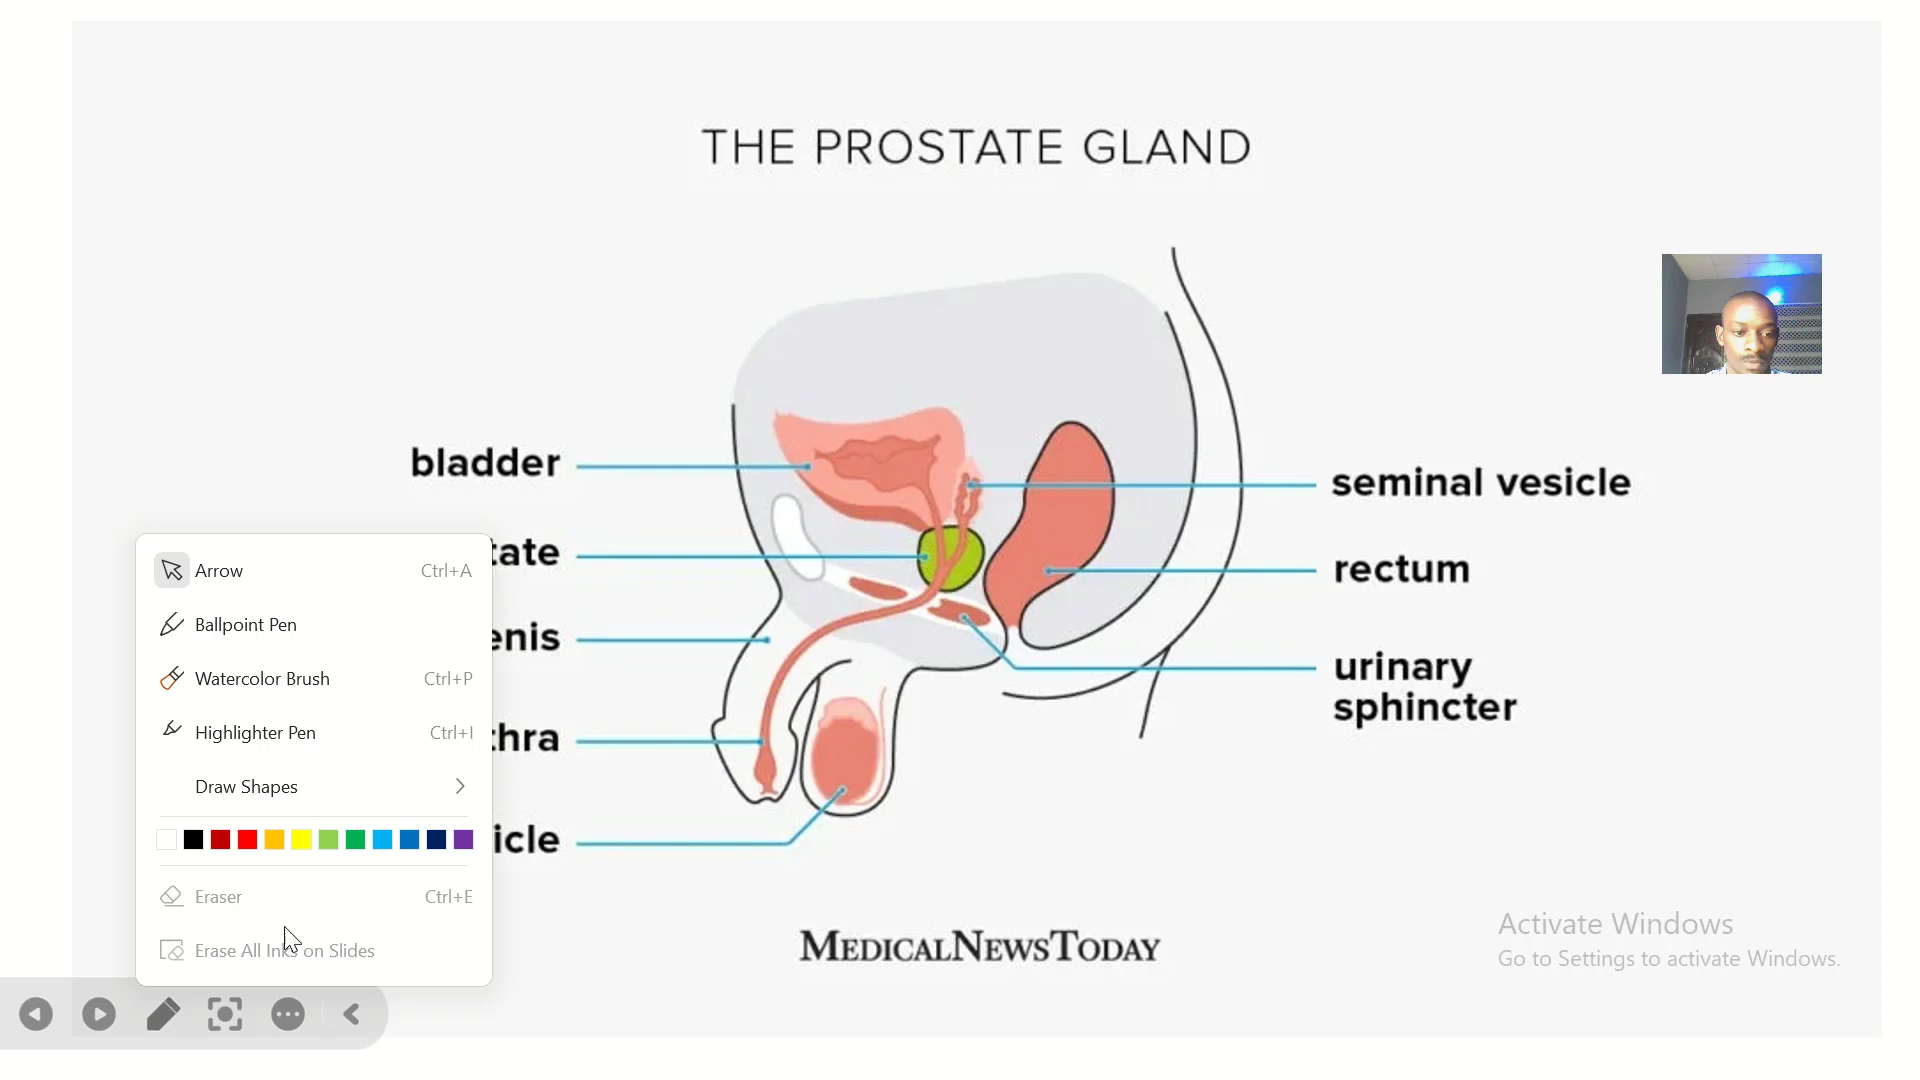 THE PROSTATE GLAND
bladder
seminal vesicle
tate
rectum
enis
urinary
sphincter
thra
icle
Arrow Ctrl+A
Ballpoint Pen
Watercolor Brush Ctrl+P
Highlighter Pen Ctrl+I
Draw Shapes
Eraser Ctrl+E
Erase All Inks on Slides
MEDICALNEWSTODAY
Activate Windows
Go to Settings to activate Windows.